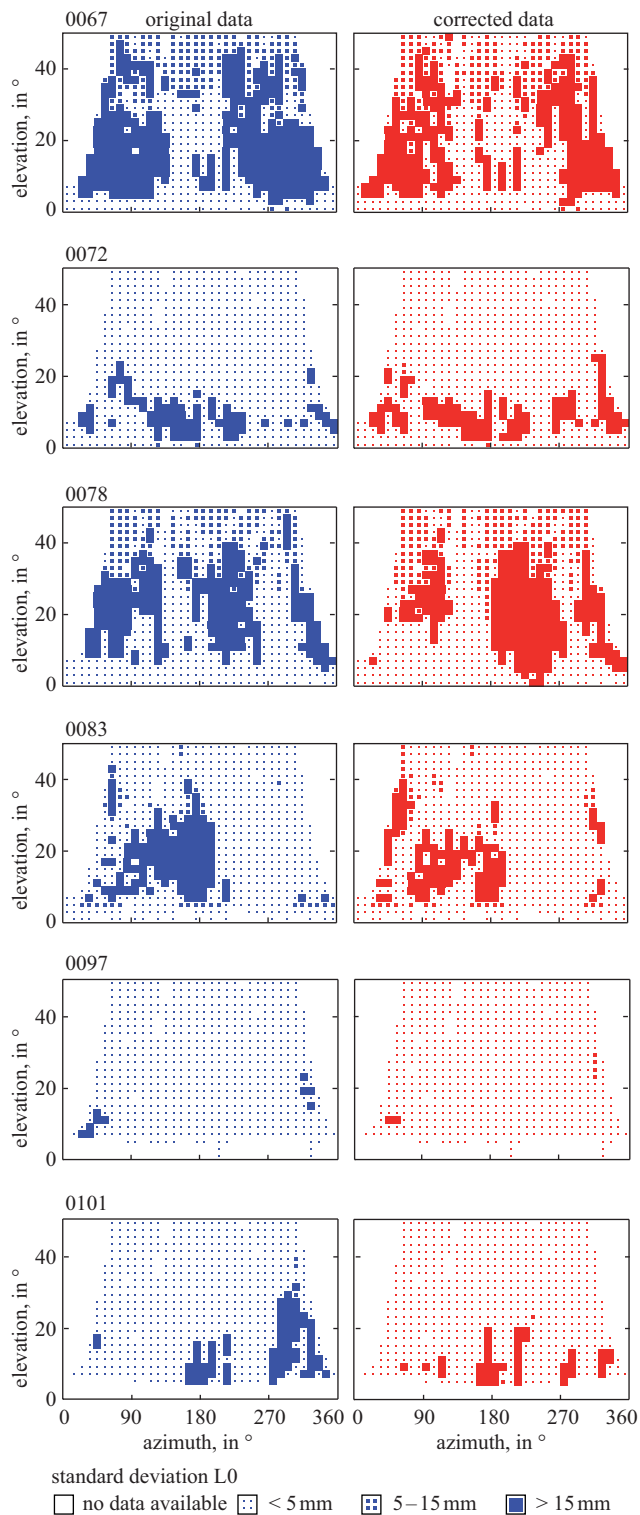 0067
original data
corrected data
elevation, in °
40
20
0
0072
elevation, in °
40
20
0
0078
elevation, in °
40
20
0
0083
elevation, in °
40
20
0
0097
elevation, in °
40
20
0
0101
elevation, in °
40
20
0
0 90 180 270 360
0 90 180 270 360
azimuth, in °
azimuth, in °
standard deviation L0
no data available < 5 mm 5–15 mm > 15 mm